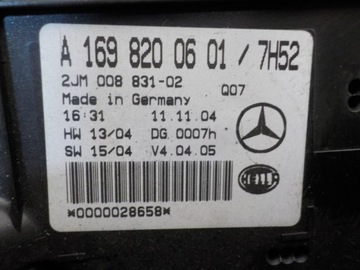 A 169 820 06 01 / 7H52
2JM 008 831-02 Q07
Made in Germany
16:31 11.11.04
HW 13/04 DG 0007h
SW 15/04 V4.04.05
HELLA
*0000028658*